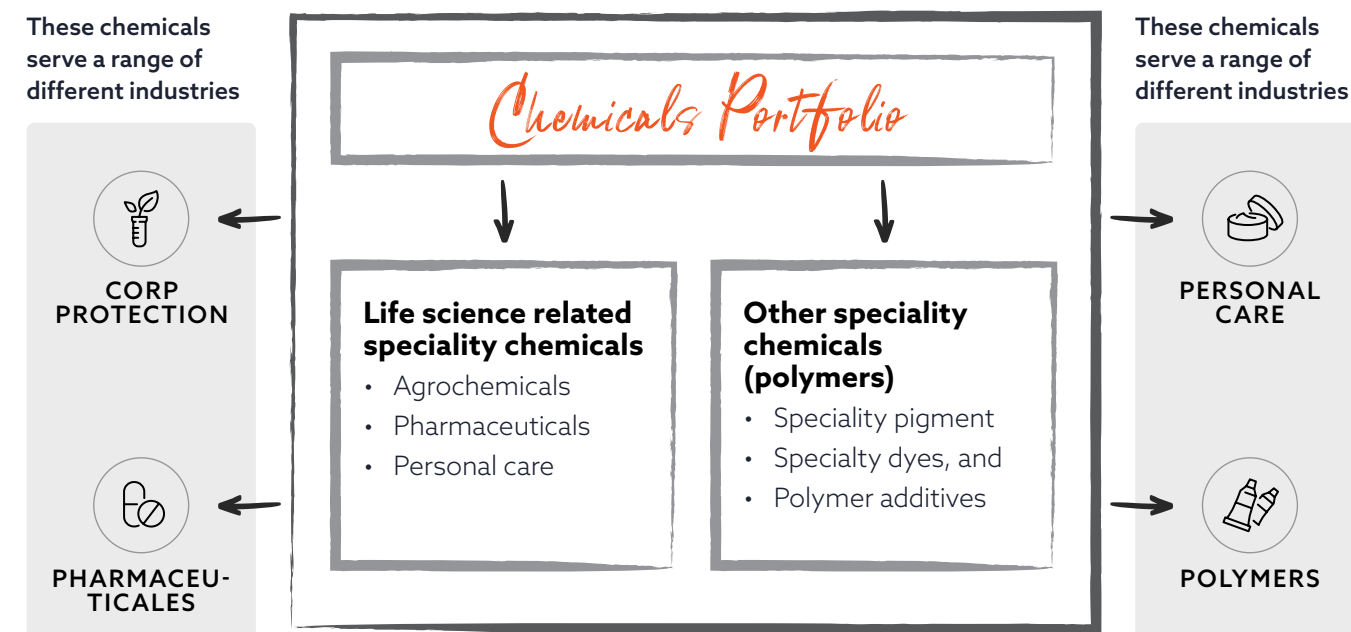 These chemicals
serve a range of
different industries
CORP
PROTECTION
PHARMACEU-
TICALES
Chemicals Portfolio
Life science related
speciality chemicals
• Agrochemicals
• Pharmaceuticals
• Personal care
Other speciality
chemicals
(polymers)
• Speciality pigment
• Specialty dyes, and
• Polymer additives
These chemicals
serve a range of
different industries
PERSONAL
CARE
POLYMERS